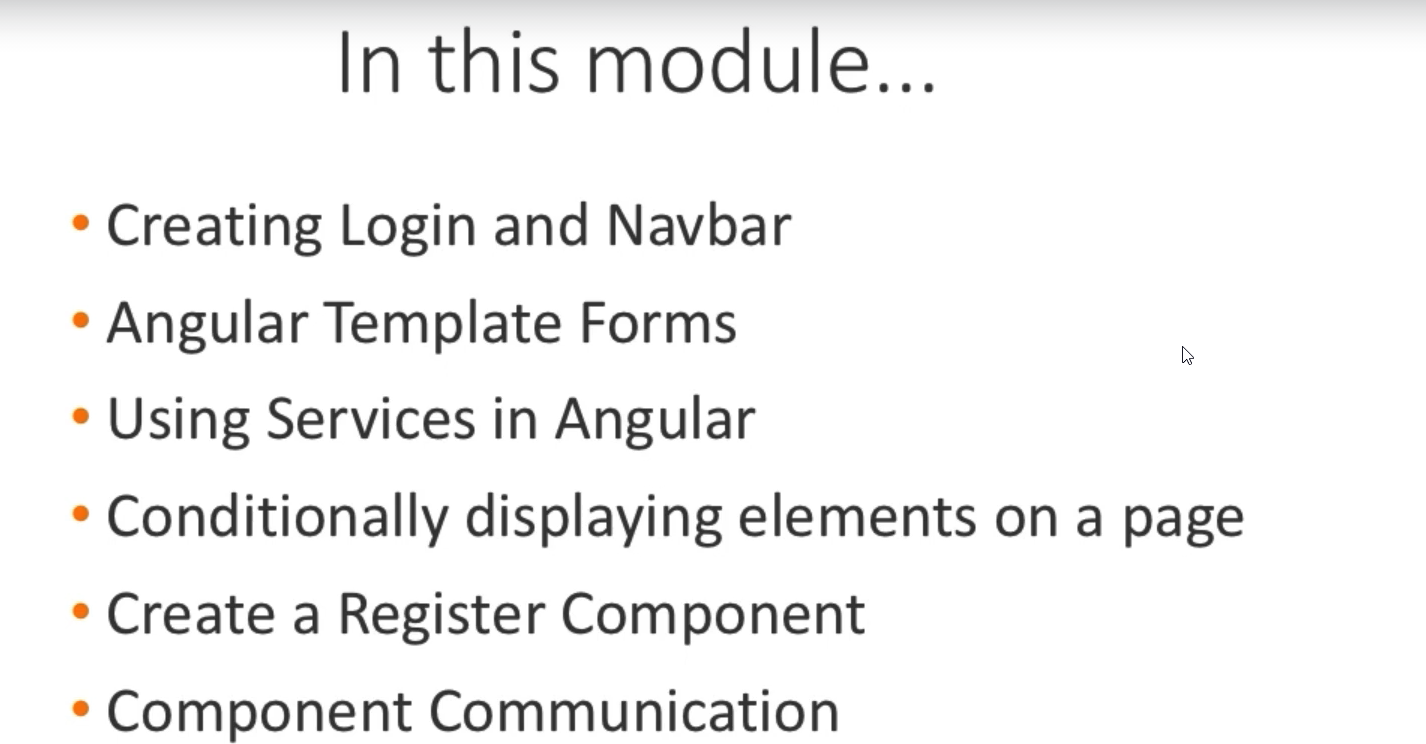 In this module...
• Creating Login and Navbar
• Angular Template Forms
• Using Services in Angular
• Conditionally displaying elements on a page
• Create a Register Component
• Component Communication